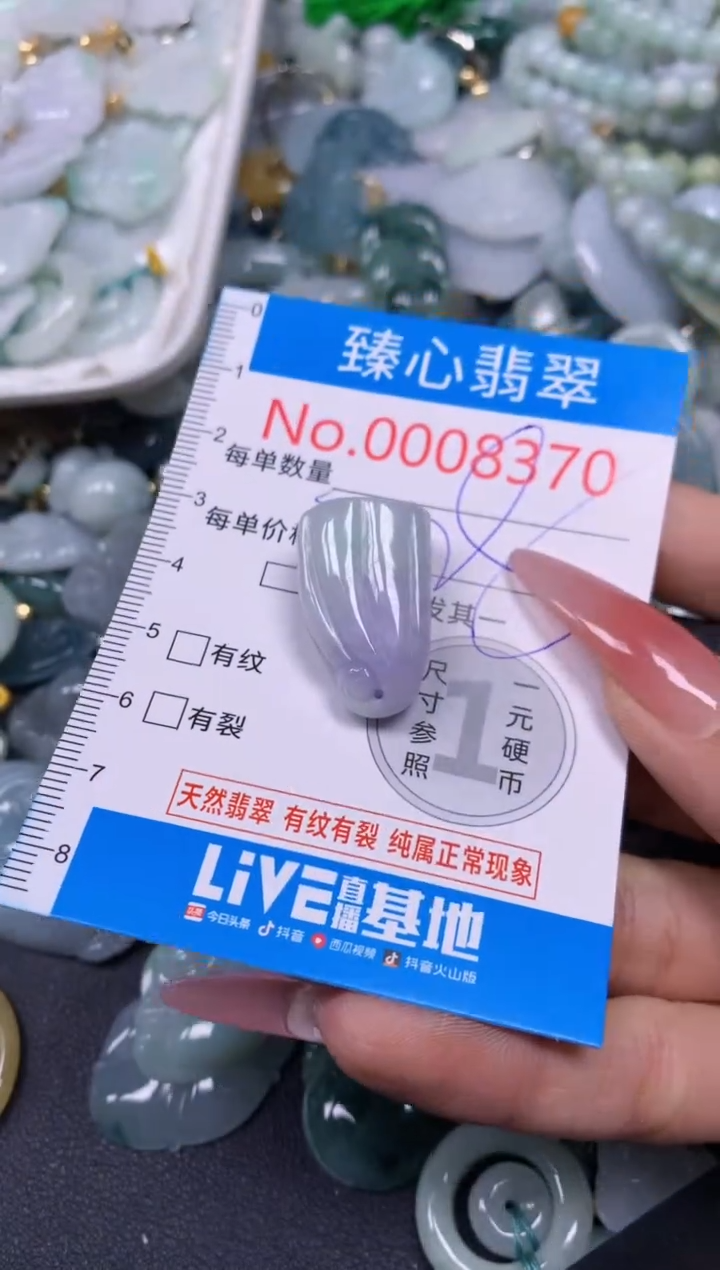 0
臻心翡翠
1
No.0008370
2
每单数量
3
每单价
4
发其一
5
有纹
尺寸参照
1
一元硬币
6
有裂
7
天然翡翠 有纹有裂 纯属正常现象
8
LiVE直播基地
今日头条 抖音 西瓜视频 抖音火山版